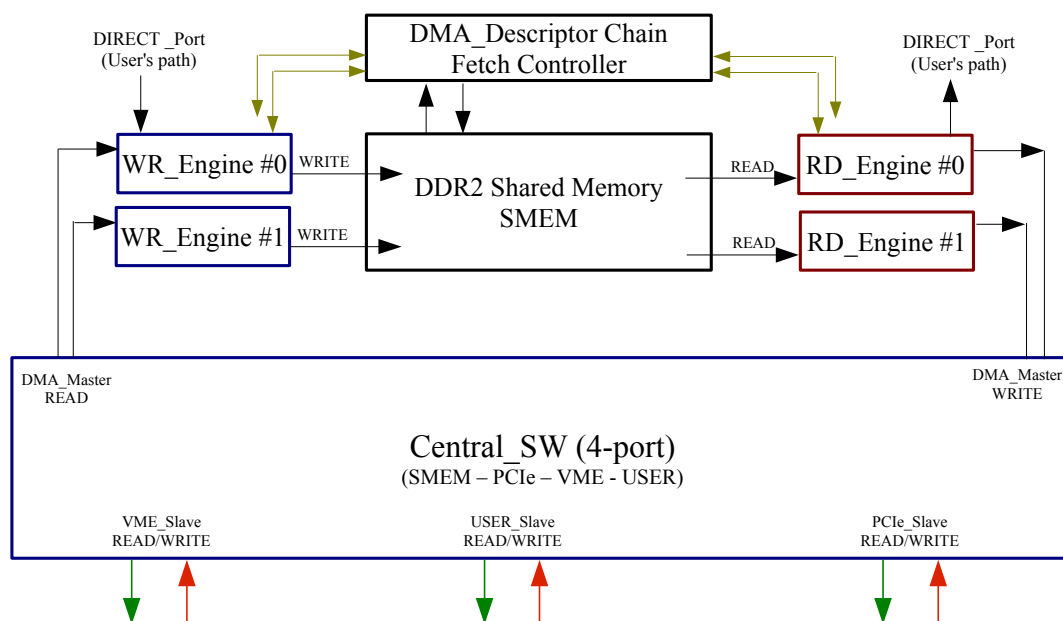 DMA_Descriptor Chain
Fetch Controller
DIRECT _Port
(User's path)
DIRECT _Port
(User's path)
WR_Engine #0
WRITE
DDR2 Shared Memory
SMEM
READ
RD_Engine #0
WR_Engine #1
WRITE
READ
RD_Engine #1
DMA_Master
READ
DMA_Master
WRITE
Central_SW (4-port)
(SMEM – PCIe – VME - USER)
VME_Slave
READ/WRITE
USER_Slave
READ/WRITE
PCIe_Slave
READ/WRITE